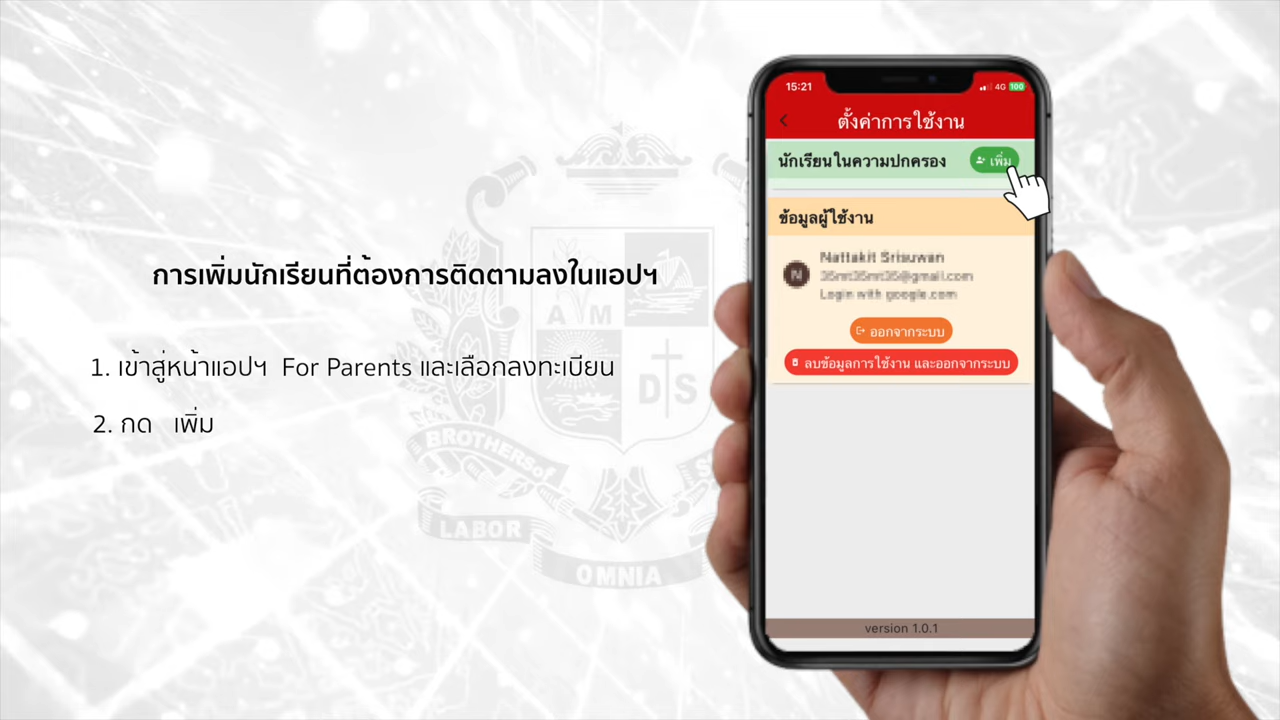 การเพิ่มนักเรียนที่ต้องการติดตามลงในแอปฯ
1. เข้าสู่หน้าแอปฯ For Parents และเลือกลงทะเบียน
2. กด เพิ่ม
15:21
4G 100
ตั้งค่าการใช้งาน
นักเรียนในความปกครอง
เพิ่ม
ข้อมูลผู้ใช้งาน
N
Nattakit Srisuwan
Login with google.com
ออกจากระบบ
ลบข้อมูลการใช้งาน และออกจากระบบ
version 1.0.1
A M
D S
BROTHERS of
LABOR
OMNIA